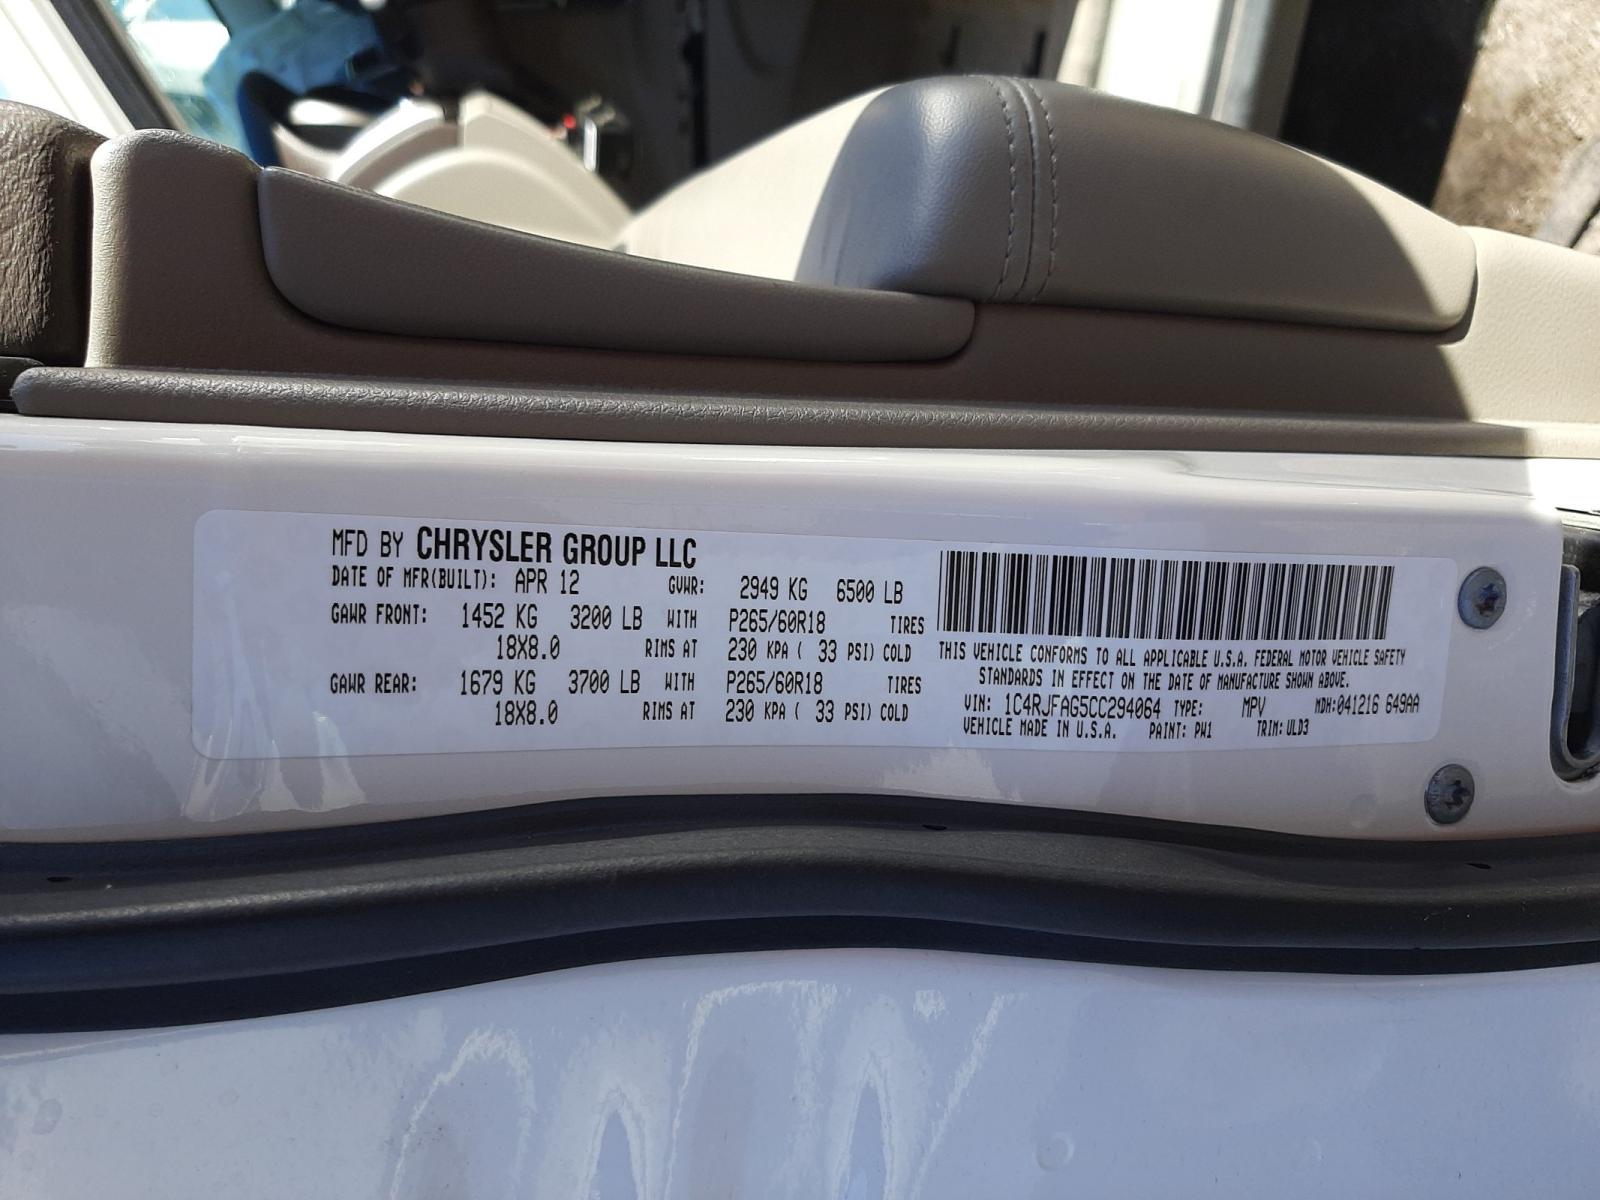 MFD BY CHRYSLER GROUP LLC
DATE OF MFR(BUILT): APR 12 GVWR: 2949 KG 6500 LB
GAWR FRONT: 1452 KG 3200 LB WITH P265/60R18 TIRES
18X8.0 RIMS AT 230 KPA ( 33 PSI) COLD
GAWR REAR: 1679 KG 3700 LB WITH P265/60R18 TIRES
18X8.0 RIMS AT 230 KPA ( 33 PSI) COLD
THIS VEHICLE CONFORMS TO ALL APPLICABLE U.S.A. FEDERAL MOTOR VEHICLE SAFETY
STANDARDS IN EFFECT ON THE DATE OF MANUFACTURE SHOWN ABOVE.
VIN: 1C4RJFAG5CC294064 TYPE: MPV MDH:041216 649AA
VEHICLE MADE IN U.S.A. PAINT: PW1 TRIM: ULD3